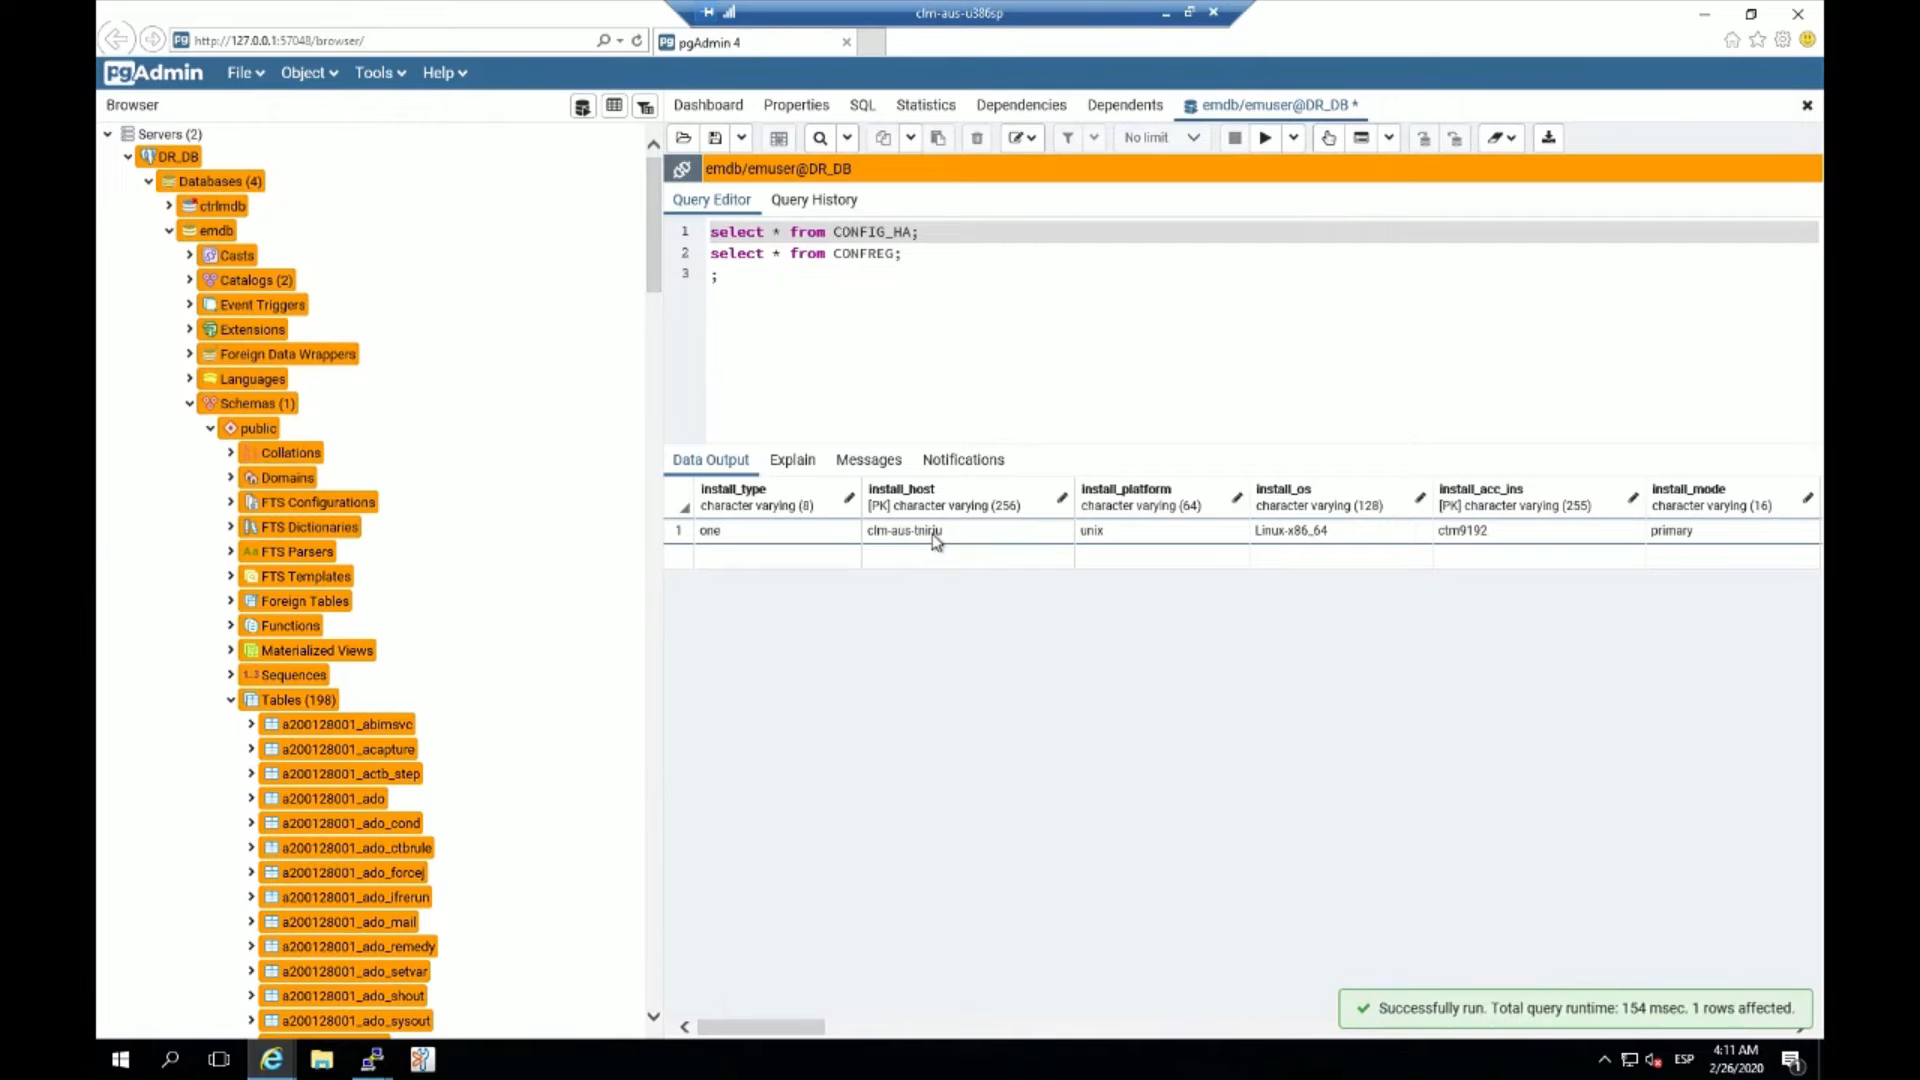 clm-aus-u386sp
http://127.0.0.1:57048/browser/
pgAdmin 4
pgAdmin
File
Object
Tools
Help
Browser
Dashboard
Properties
SQL
Statistics
Dependencies
Dependents
emdb/emuser@DR_DB *
No limit
emdb/emuser@DR_DB
Query Editor
Query History
1 select * from CONFIG_HA;
2 select * from CONFREG;
3 ;
Servers (2)
DR_DB
Databases (4)
ctrlmdb
emdb
Casts
Catalogs (2)
Event Triggers
Extensions
Foreign Data Wrappers
Languages
Schemas (1)
public
Collations
Domains
FTS Configurations
FTS Dictionaries
FTS Parsers
FTS Templates
Foreign Tables
Functions
Materialized Views
Sequences
Tables (198)
a200128001_abimsvc
a200128001_acapture
a200128001_actb_step
a200128001_ado
a200128001_ado_cond
a200128001_ado_ctbrule
a200128001_ado_forcej
a200128001_ado_ifrerun
a200128001_ado_mail
a200128001_ado_remedy
a200128001_ado_setvar
a200128001_ado_shout
a200128001_ado_sysout
Data Output
Explain
Messages
Notifications
install_type
character varying (8)
install_host
[PK] character varying (256)
install_platform
character varying (64)
install_os
character varying (128)
install_acc_ins
[PK] character varying (255)
install_mode
character varying (16)
1 one clm-aus-tnirju unix Linux-x86_64 ctm9192 primary
Successfully run. Total query runtime: 154 msec. 1 rows affected.
ESP
4:11 AM
2/26/2020
1